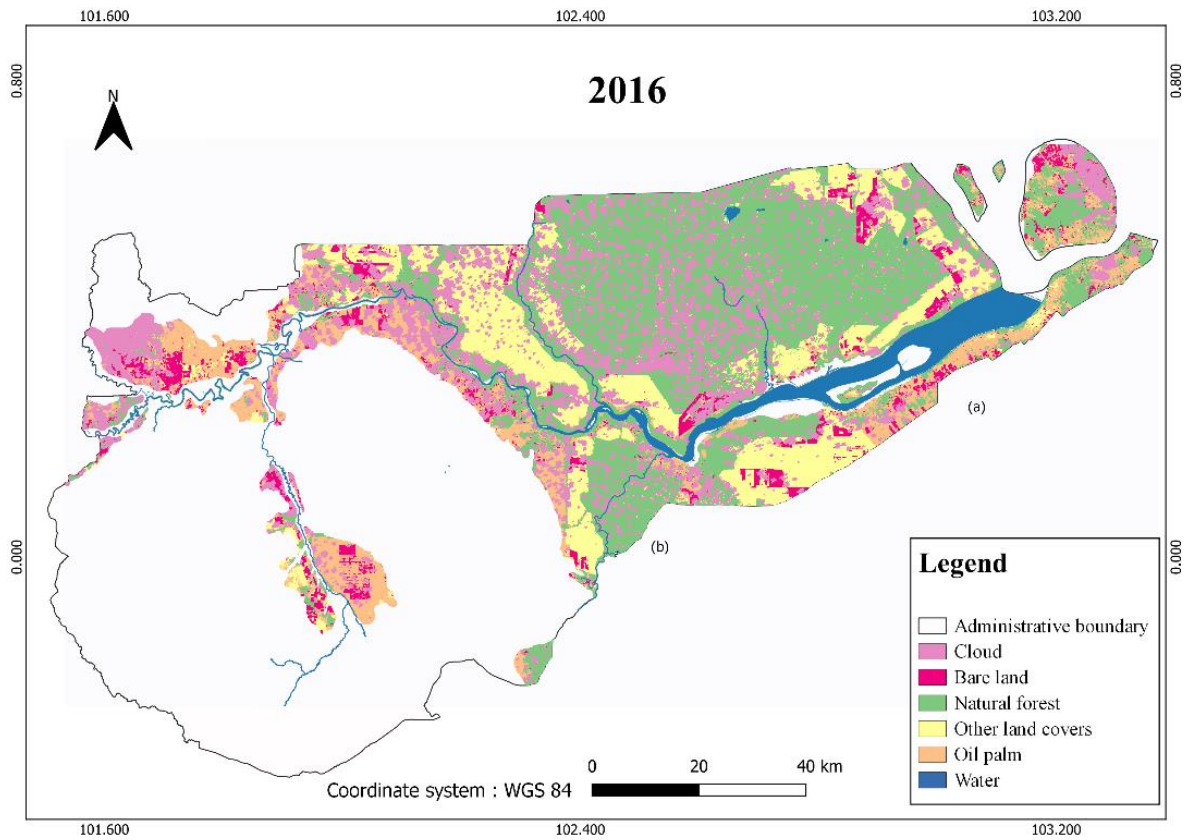 101.600 102.400 103.200
0.800 0.800
2016
N
(a)
(b)
0.000 0.000
Legend
Administrative boundary
Cloud
Bare land
Natural forest
Other land covers
Oil palm
Water
0 20 40 km
Coordinate system : WGS 84
101.600 102.400 103.200